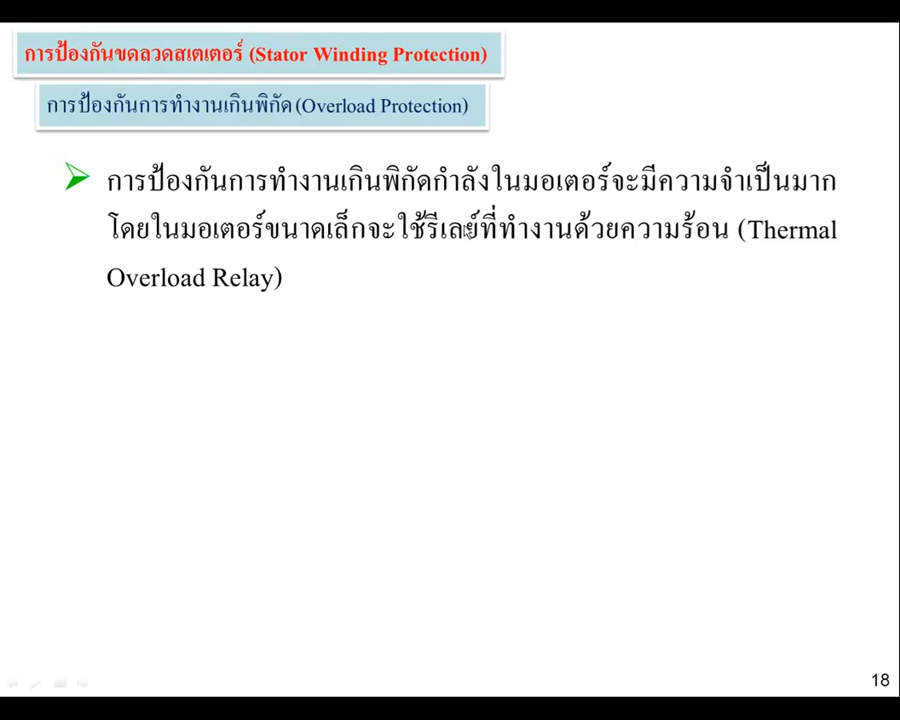 การป้องกันขดลวดสเตเตอร์ (Stator Winding Protection)
การป้องกันการทำงานเกินพิกัด (Overload Protection)
การป้องกันการทำงานเกินพิกัดกำลังในมอเตอร์จะมีความจำเป็นมาก
โดยในมอเตอร์ขนาดเล็กจะใช้รีเลย์ที่ทำงานด้วยความร้อน (Thermal
Overload Relay)
18